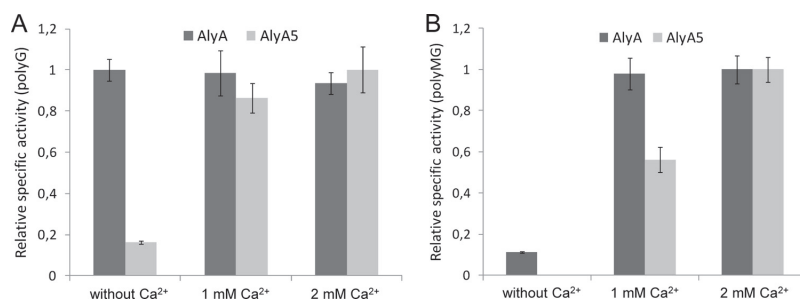 A
Relative specific activity (polyG)
1,2
1
0,8
0,6
0,4
0,2
0
AlyA AlyA5
without Ca²⁺ 1 mM Ca²⁺ 2 mM Ca²⁺
B
Relative specific activity (polyMG)
1,2
1
0,8
0,6
0,4
0,2
0
AlyA AlyA5
without Ca²⁺ 1 mM Ca²⁺ 2 mM Ca²⁺